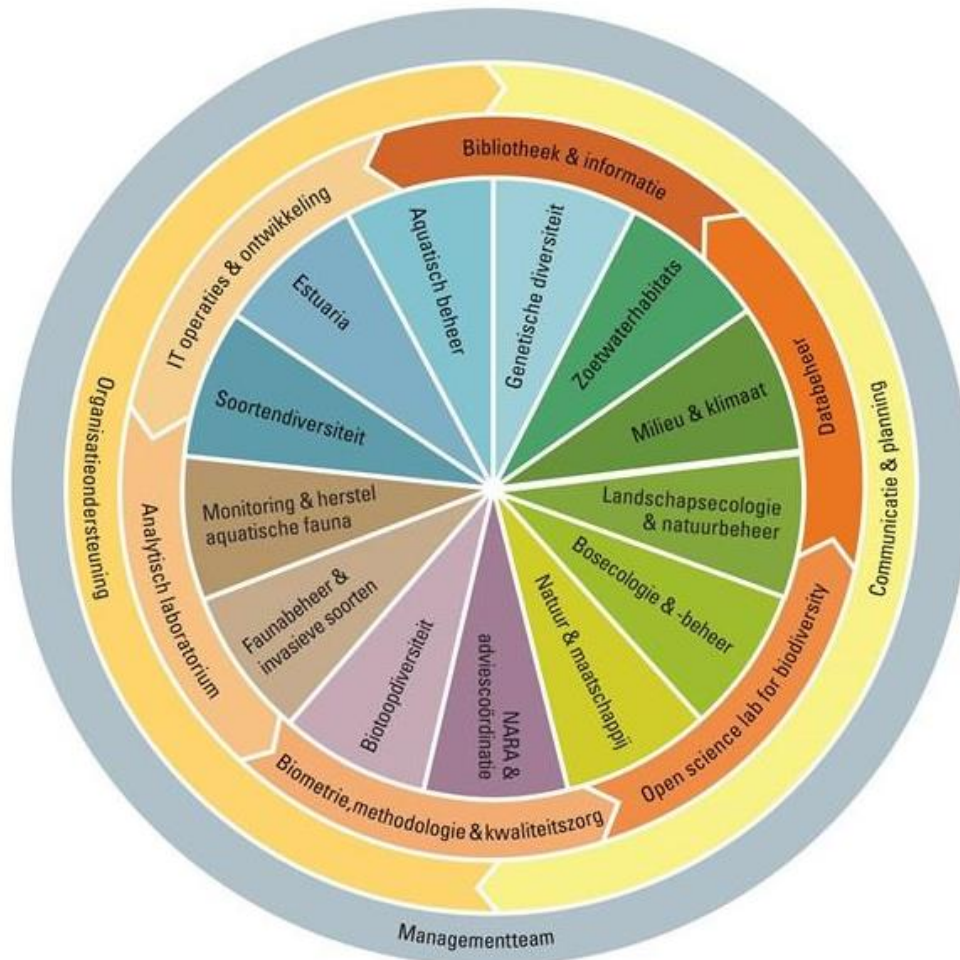 Bibliotheek & informatie
Databeheer
Open science lab for biodiversity
Biometrie, methodologie & kwaliteitszorg
Analytisch laboratorium
IT operaties & ontwikkeling
Communicatie & planning
Organisatieondersteuning
Managementteam
Aquatisch beheer
Genetische diversiteit
Zoetwaterhabitats
Milieu & klimaat
Landschapsecologie
& natuurbeheer
Bosecologie & -beheer
Natuur & maatschappij
NARA &
adviescoördinatie
Biotoopdiversiteit
Faunabeheer &
invasieve soorten
Monitoring & herstel
aquatische fauna
Soortendiversiteit
Estuaria